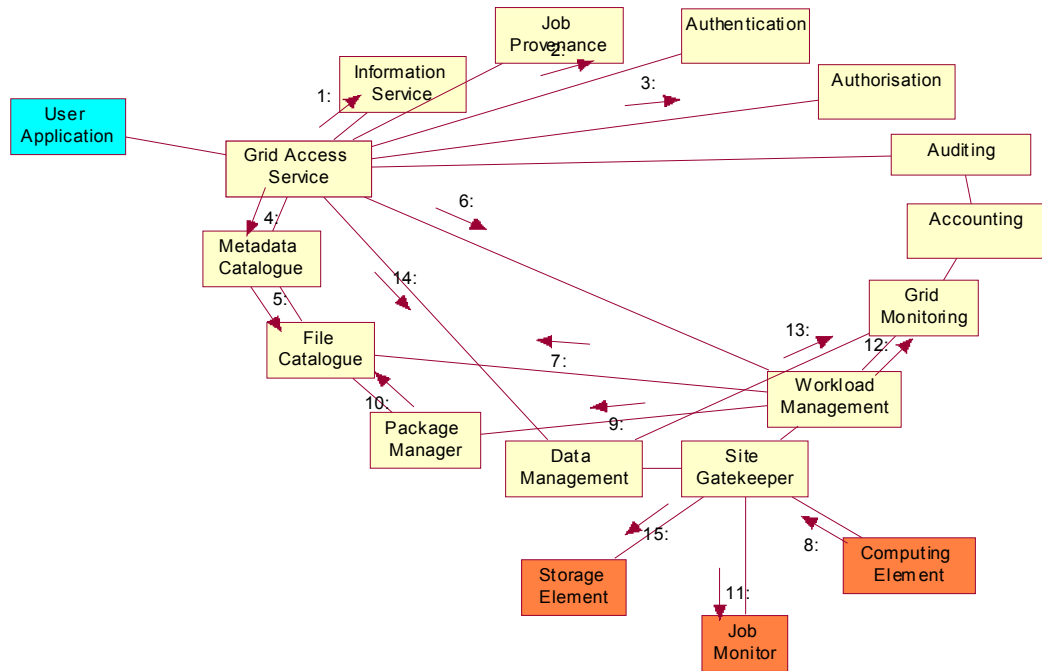 Job
Provenance
Authentication
2:
Information
Service
Authorisation
1:
3:
User
Application
Grid Access
Service
Auditing
6:
4:
Accounting
Metadata
Catalogue
14:
5:
Grid
Monitoring
File
Catalogue
13:
12:
7:
Workload
Management
10:
9:
Package
Manager
Data
Management
Site
Gatekeeper
15:
8:
Computing
Element
Storage
Element
11:
Job
Monitor